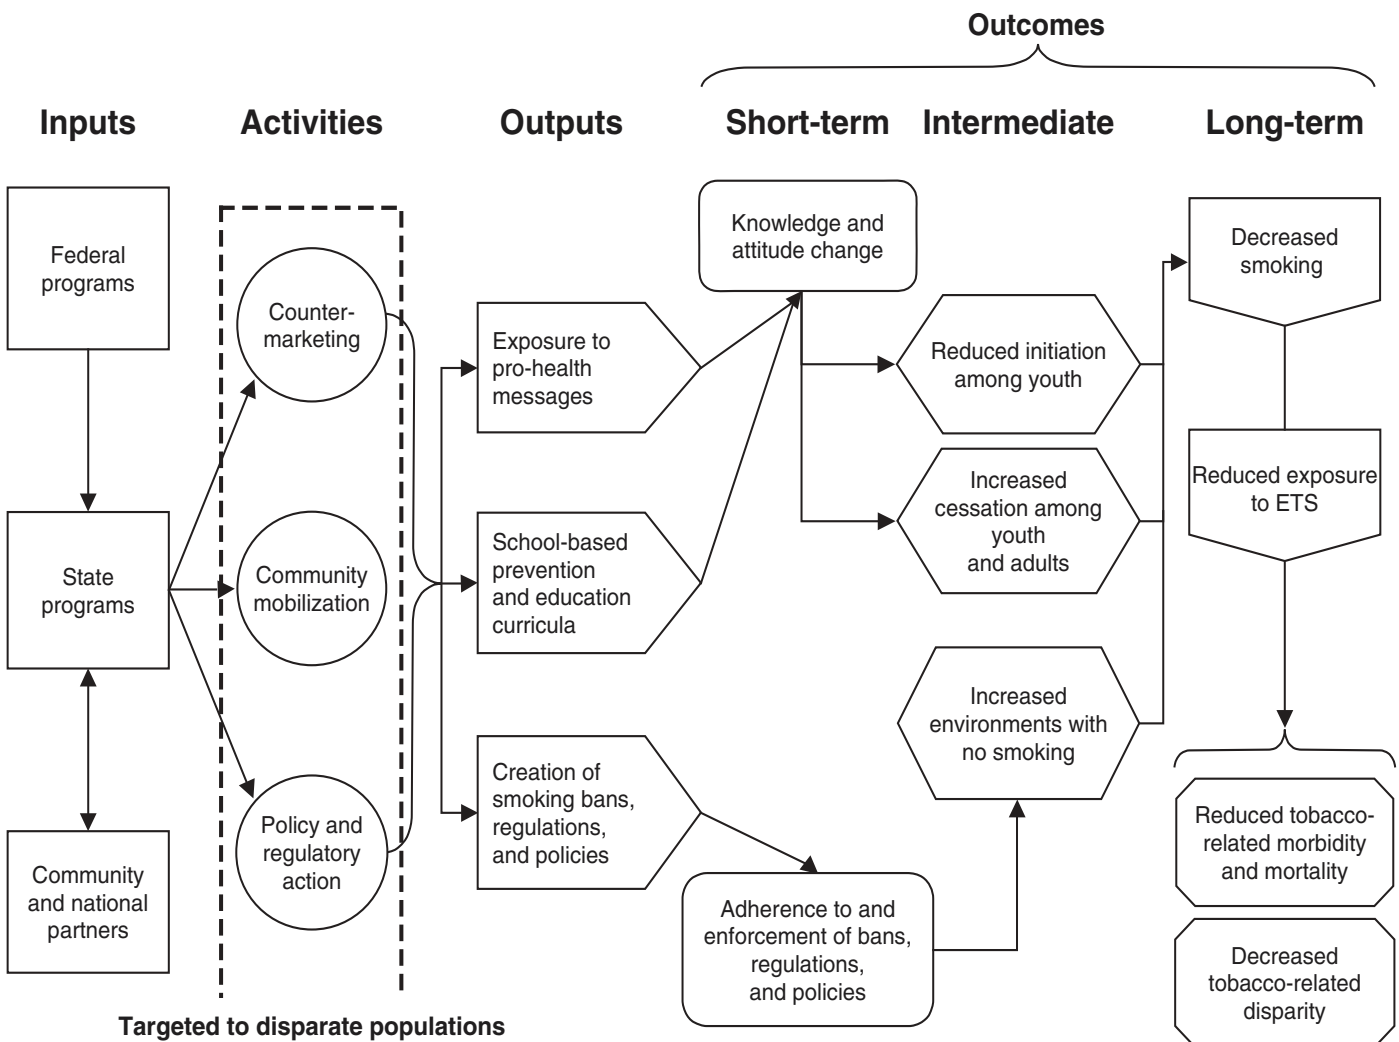 Outcomes
Inputs
Activities
Outputs
Short-term
Intermediate
Long-term
Federal
programs
State
programs
Community
and national
partners
Counter-
marketing
Community
mobilization
Policy and
regulatory
action
Targeted to disparate populations
Exposure to
pro-health
messages
School-based
prevention
and education
curricula
Creation of
smoking bans,
regulations,
and policies
Knowledge and
attitude change
Adherence to and
enforcement of bans,
regulations,
and policies
Reduced initiation
among youth
Increased
cessation among
youth
and adults
Increased
environments with
no smoking
Decreased
smoking
Reduced exposure
to ETS
Reduced tobacco-
related morbidity
and mortality
Decreased
tobacco-related
disparity